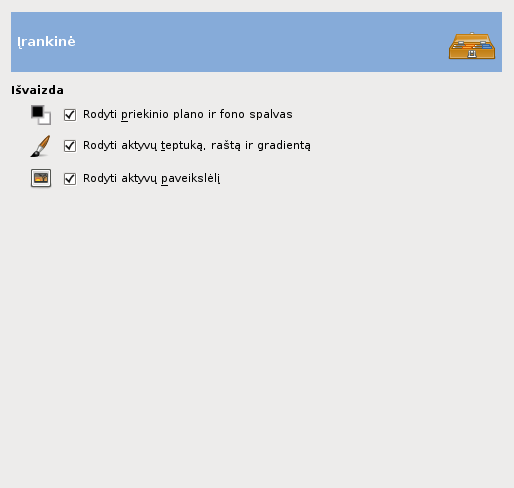 Įrankinė
Išvaizda
Rodyti priekinio plano ir fono spalvas
Rodyti aktyvų teptuką, raštą ir gradientą
Rodyti aktyvų paveikslėlį